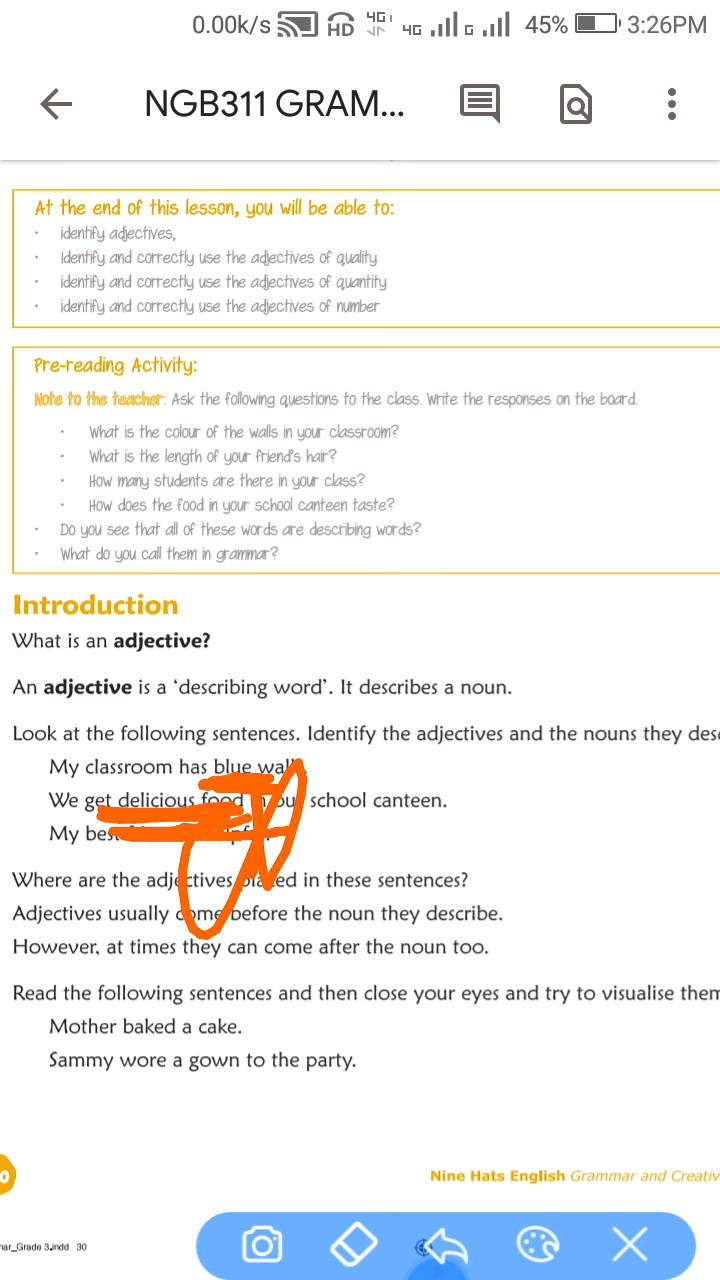 0.00k/s HD 4G 4G G 45% 3:26PM
NGB311 GRAM...
At the end of this lesson, you will be able to:
· identify adjectives,
· Identify and correctly use the adjectives of quality
· identify and correctly use the adjectives of quantity
· identify and correctly use the adjectives of number
Pre-reading Activity:
Note to the teacher: Ask the following questions to the class. Write the responses on the board.
· What is the colour of the walls in your classroom?
· What is the length of your friend's hair?
· How many students are there in your class?
· How does the food in your school canteen taste?
· Do you see that all of these words are describing words?
· What do you call them in grammar?
Introduction
What is an adjective?
An adjective is a ‘describing word’. It describes a noun.
Look at the following sentences. Identify the adjectives and the nouns they
My classroom has blue
We get delicious food school canteen.
My
Where are the adjectives placed in these sentences?
Adjectives usually come before the noun they describe.
However, at times they can come after the noun too.
Read the following sentences and then close your eyes and try to visualise them
Mother baked a cake.
Sammy wore a gown to the party.
Nine Hats English Grammar and
3.indd 30